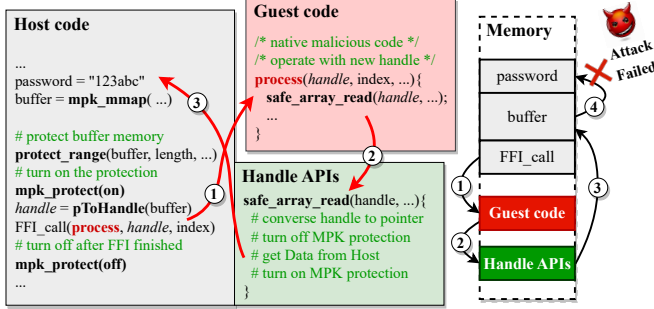 Host code
...
password = "123abc"
buffer = mpk_mmap( ...)
# protect buffer memory
protect_range(buffer, length, ...)
# turn on the protection
mpk_protect(on)
handle = pToHandle(buffer)
FFI_call(process, handle, index)
# turn off after FFI finished
mpk_protect(off)
...
Guest code
/* native malicious code */
/* operate with new handle */
process(handle, index, ...){
safe_array_read(handle, ...);
...
}
Handle APIs
safe_array_read(handle, ...){
# converse handle to pointer
# turn off MPK protection
# get Data from Host
# turn on MPK protection
}
1
2
3
Memory
password
buffer
FFI_call
Guest code
Handle APIs
1
2
3
4
Attack
Failed